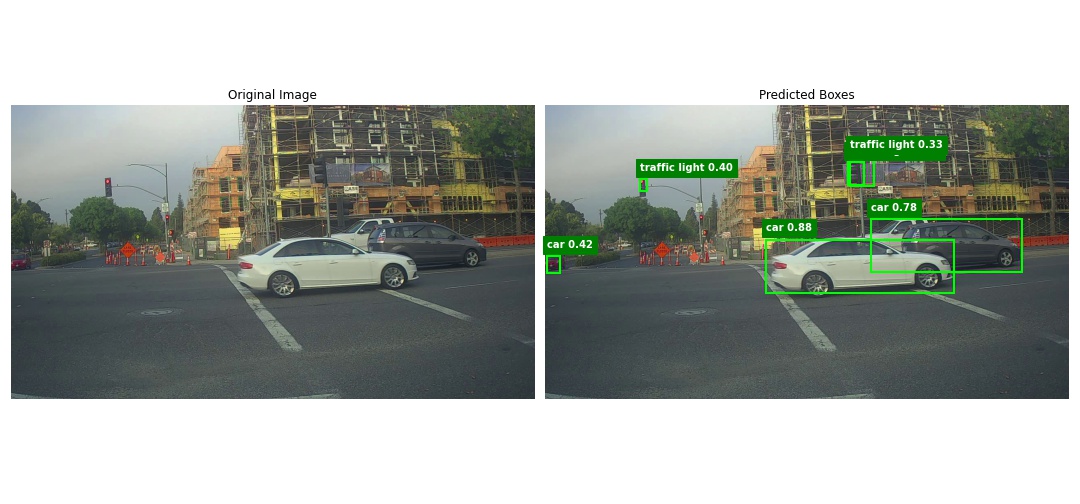 Original Image
Predicted Boxes
traffic light 0.33
traffic light 0.40
car 0.78
car 0.88
car 0.42